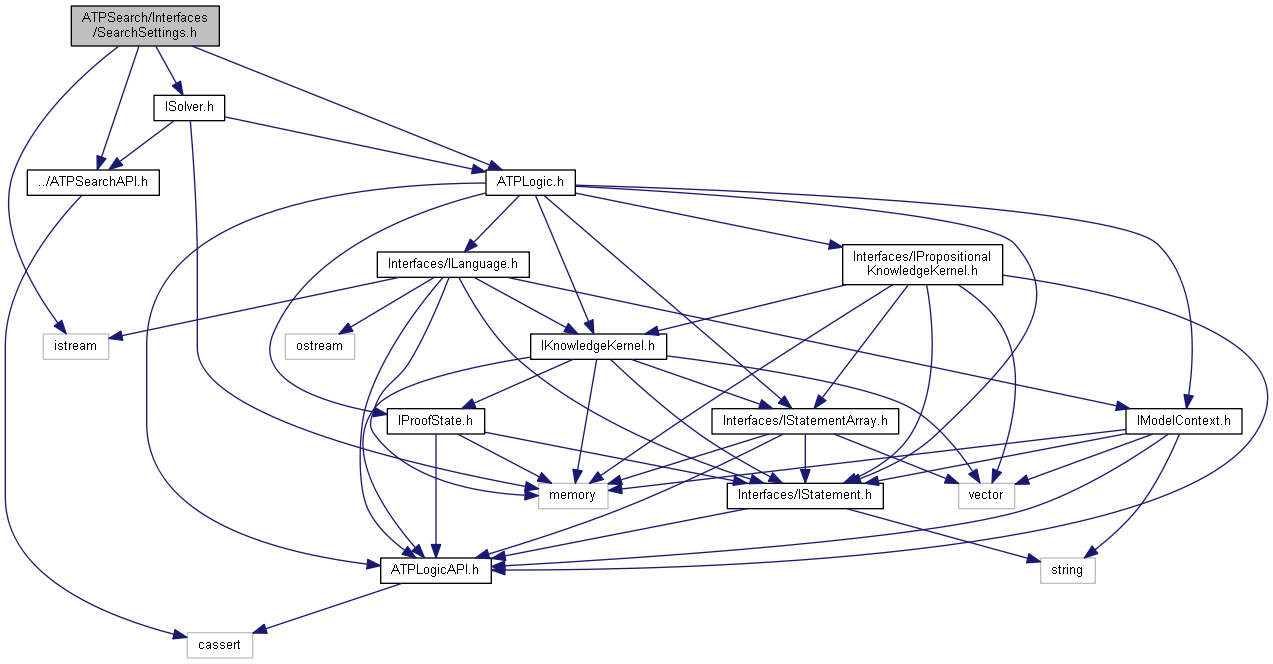 ATPSearch/Interfaces
/SearchSettings.h
ISolver.h
../ATPSearchAPI.h
ATPLogic.h
Interfaces/ILanguage.h
Interfaces/IPropositional
KnowledgeKernel.h
istream
ostream
IKnowledgeKernel.h
IProofState.h
Interfaces/IStatementArray.h
IModelContext.h
memory
Interfaces/IStatement.h
vector
ATPLogicAPI.h
string
cassert